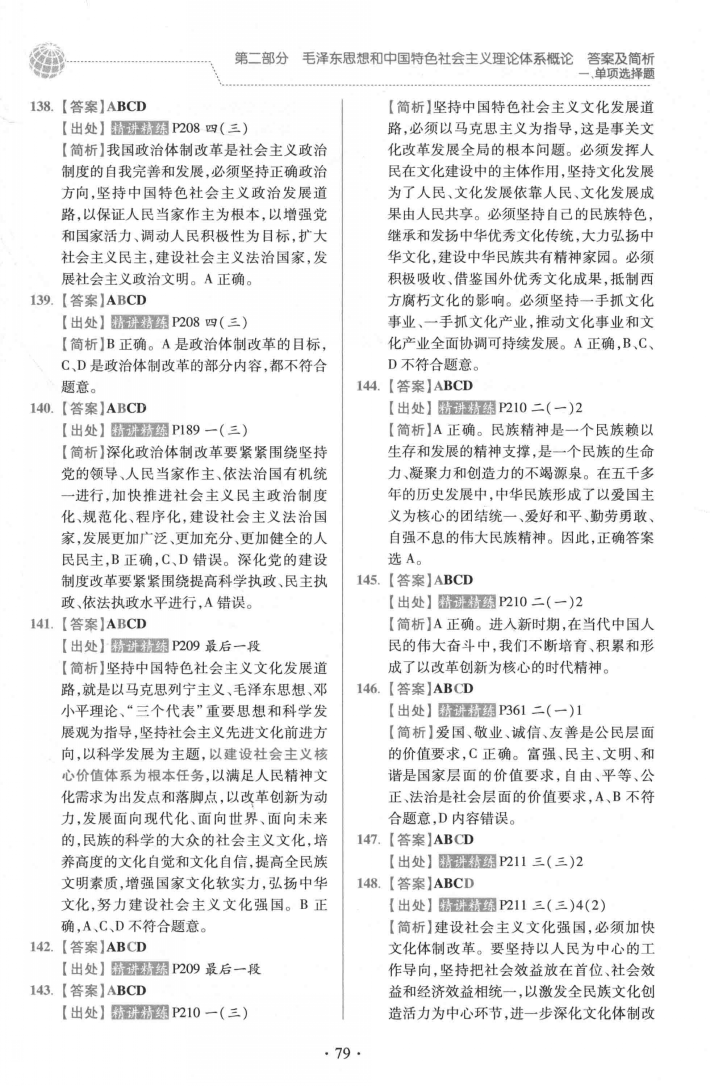 第二部分 毛泽东思想和中国特色社会主义理论体系概论 答案及简析
一、单项选择题
138.【答案】ABCD
【出处】精讲精练 P208 四(三)
【简析】我国政治体制改革是社会主义政治
制度的自我完善和发展,必须坚持正确政治
方向,坚持中国特色社会主义政治发展道
路,以保证人民当家作主为根本,以增强党
和国家活力、调动人民积极性为目标,扩大
社会主义民主,建设社会主义法治国家,发
展社会主义政治文明。A 正确。
139.【答案】ABCD
【出处】精讲精练 P208 四(三)
【简析】B 正确。A 是政治体制改革的目标,
C、D 是政治体制改革的部分内容,都不符合
题意。
140.【答案】ABCD
【出处】精讲精练 P189 一(三)
【简析】深化政治体制改革要紧紧围绕坚持
党的领导、人民当家作主、依法治国有机统
一进行,加快推进社会主义民主政治制度
化、规范化、程序化,建设社会主义法治国
家,发展更加广泛、更加充分、更加健全的人
民民主,B 正确,C、D 错误。深化党的建设
制度改革要紧紧围绕提高科学执政、民主执
政、依法执政水平进行,A 错误。
141.【答案】ABCD
【出处】精讲精练 P209 最后一段
【简析】坚持中国特色社会主义文化发展道
路,就是以马克思列宁主义、毛泽东思想、邓
小平理论、“三个代表”重要思想和科学发
展观为指导,坚持社会主义先进文化前进方
向,以科学发展为主题,以建设社会主义核
心价值体系为根本任务,以满足人民精神文
化需求为出发点和落脚点,以改革创新为动
力,发展面向现代化、面向世界、面向未来
的,民族的科学的大众的社会主义文化,培
养高度的文化自觉和文化自信,提高全民族
文明素质,增强国家文化软实力,弘扬中华
文化,努力建设社会主义文化强国。B 正
确,A、C、D 不符合题意。
142.【答案】ABCD
【出处】精讲精练 P209 最后一段
143.【答案】ABCD
【出处】精讲精练 P210 一(三)
【简析】坚持中国特色社会主义文化发展道
路,必须以马克思主义为指导,这是事关文
化改革发展全局的根本问题。必须发挥人
民在文化建设中的主体作用,坚持文化发展
为了人民、文化发展依靠人民、文化发展成
果由人民共享。必须坚持自己的民族特色,
继承和发扬中华优秀文化传统,大力弘扬中
华文化,建设中华民族共有精神家园。必须
积极吸收、借鉴国外优秀文化成果,抵制西
方腐朽文化的影响。必须坚持一手抓文化
事业、一手抓文化产业,推动文化事业和文
化产业全面协调可持续发展。A 正确,B、C、
D 不符合题意。
144.【答案】ABCD
【出处】精讲精练 P210 二(一)2
【简析】A 正确。民族精神是一个民族赖以
生存和发展的精神支撑,是一个民族的生命
力、凝聚力和创造力的不竭源泉。在五千多
年的历史发展中,中华民族形成了以爱国主
义为核心的团结统一、爱好和平、勤劳勇敢、
自强不息的伟大民族精神。因此,正确答案
选 A。
145.【答案】ABCD
【出处】精讲精练 P210 二(一)2
【简析】A 正确。进入新时期,在当代中国人
民的伟大奋斗中,我们不断培育、积累和形
成了以改革创新为核心的时代精神。
146.【答案】ABCD
【出处】精讲精练 P361 二(一)1
【简析】爱国、敬业、诚信、友善是公民层面
的价值要求,C 正确。富强、民主、文明、和
谐是国家层面的价值要求,自由、平等、公
正、法治是社会层面的价值要求,A、B 不符
合题意,D 内容错误。
147.【答案】ABCD
【出处】精讲精练 P211 三(三)2
148.【答案】ABCD
【出处】精讲精练 P211 三(三)4(2)
【简析】建设社会主义文化强国,必须加快
文化体制改革。要坚持以人民为中心的工
作导向,坚持把社会效益放在首位、社会效
益和经济效益相统一,以激发全民族文化创
造活力为中心环节,进一步深化文化体制改
· 79 ·